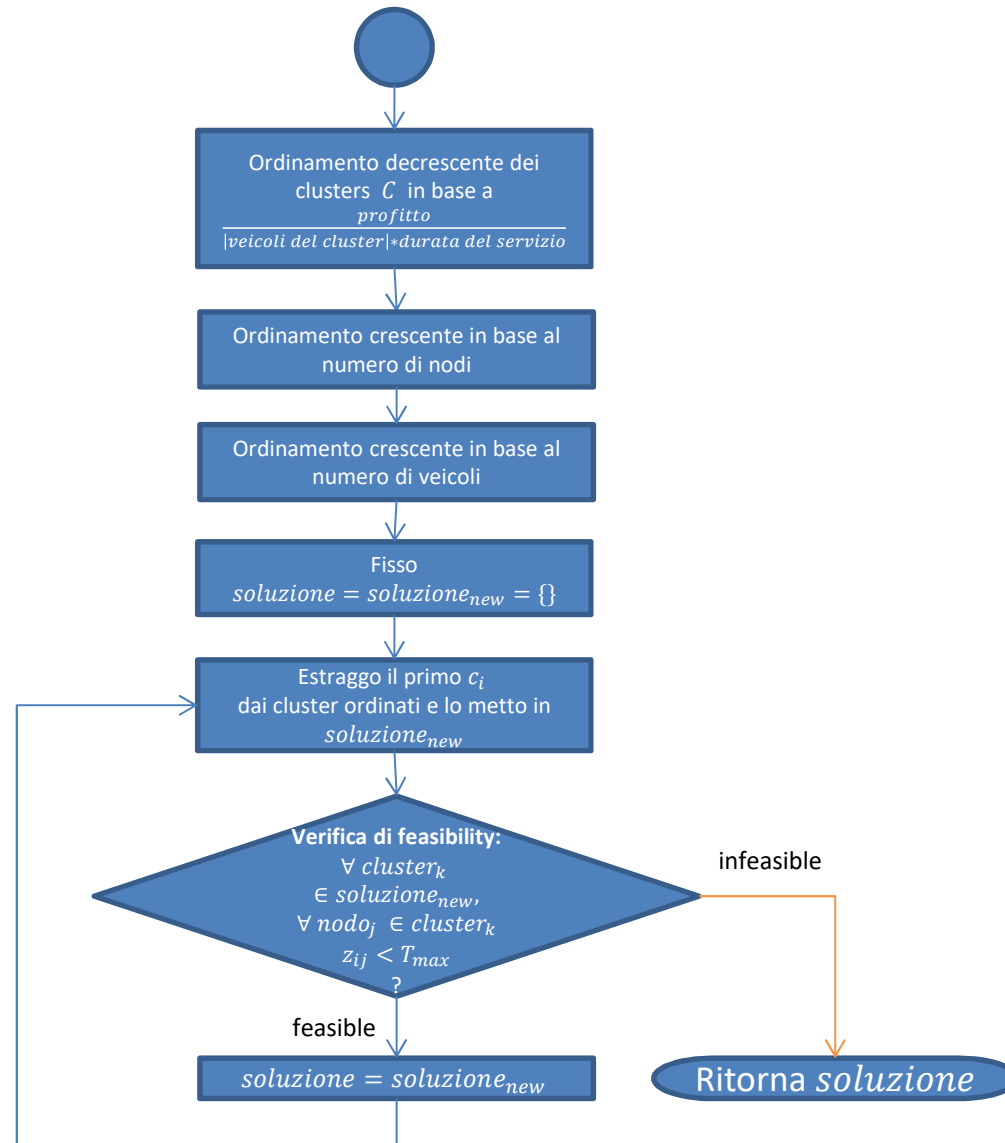 Ordinamento decrescente dei
clusters C in base a
profitto
|veicoli del cluster|∗durata del servizio
Ordinamento crescente in base al
numero di nodi
Ordinamento crescente in base al
numero di veicoli
Fisso
soluzione = soluzione_new = {}
Estraggo il primo c_i
dai cluster ordinati e lo metto in
soluzione_new
Verifica di feasibility:
∀ cluster_k
∈ soluzione_new,
∀ nodo_j ∈ cluster_k
z_ij < T_max
?
infeasible
feasible
soluzione = soluzione_new
Ritorna soluzione